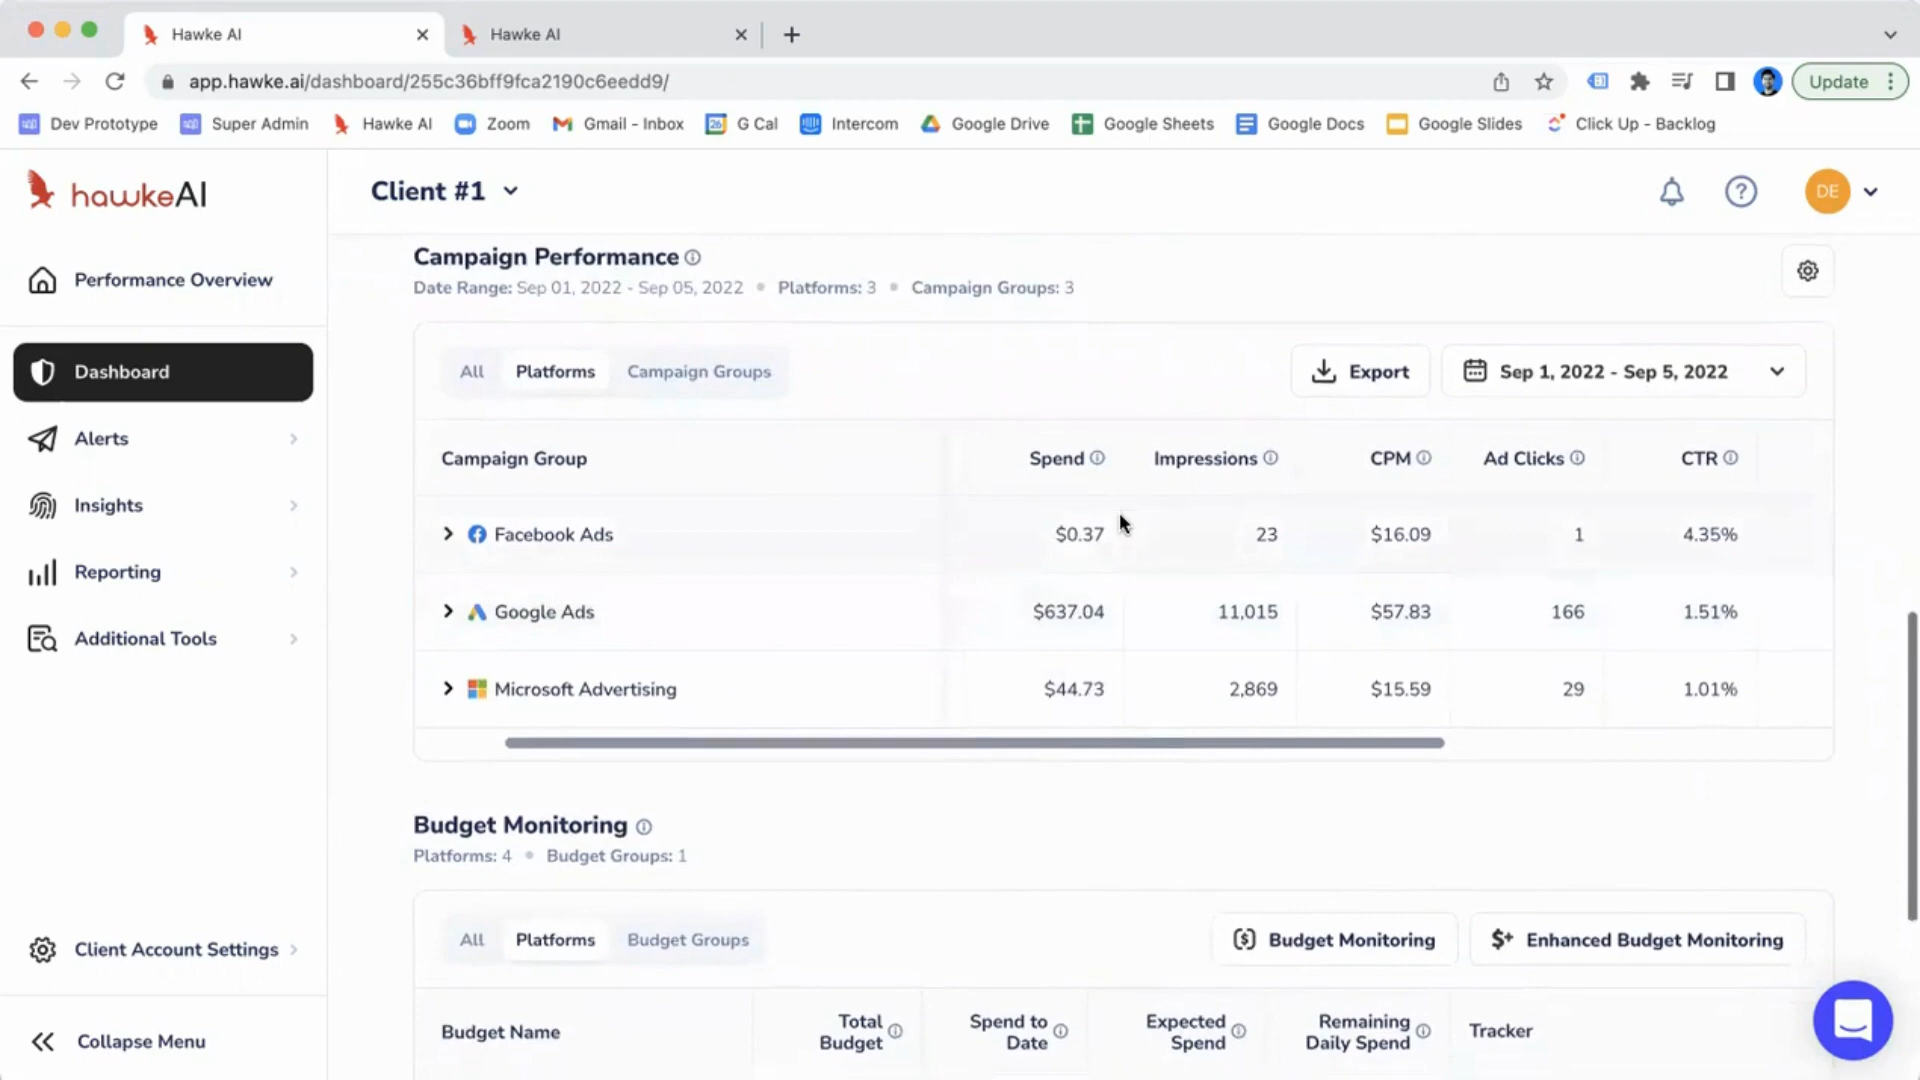 Hawke AI
Hawke AI
app.hawke.ai/dashboard/255c36bff9fca2190c6eedd9/
Update
Dev Prototype
Super Admin
Hawke AI
Zoom
Gmail - Inbox
G Cal
Intercom
Google Drive
Google Sheets
Google Docs
Google Slides
Click Up - Backlog
hawkeAI
Client #1
DE
Performance Overview
Dashboard
Alerts
Insights
Reporting
Additional Tools
Client Account Settings
Collapse Menu
Campaign Performance
Date Range: Sep 01, 2022 - Sep 05, 2022 • Platforms: 3 • Campaign Groups: 3
All Platforms Campaign Groups
Export
Sep 1, 2022 - Sep 5, 2022
Campaign Group Spend Impressions CPM Ad Clicks CTR
Facebook Ads $0.37 23 $16.09 1 4.35%
Google Ads $637.04 11,015 $57.83 166 1.51%
Microsoft Advertising $44.73 2,869 $15.59 29 1.01%
Budget Monitoring
Platforms: 4 • Budget Groups: 1
All Platforms Budget Groups
Budget Monitoring
Enhanced Budget Monitoring
Budget Name
Total
Budget
Spend to
Date
Expected
Spend
Remaining
Daily Spend
Tracker